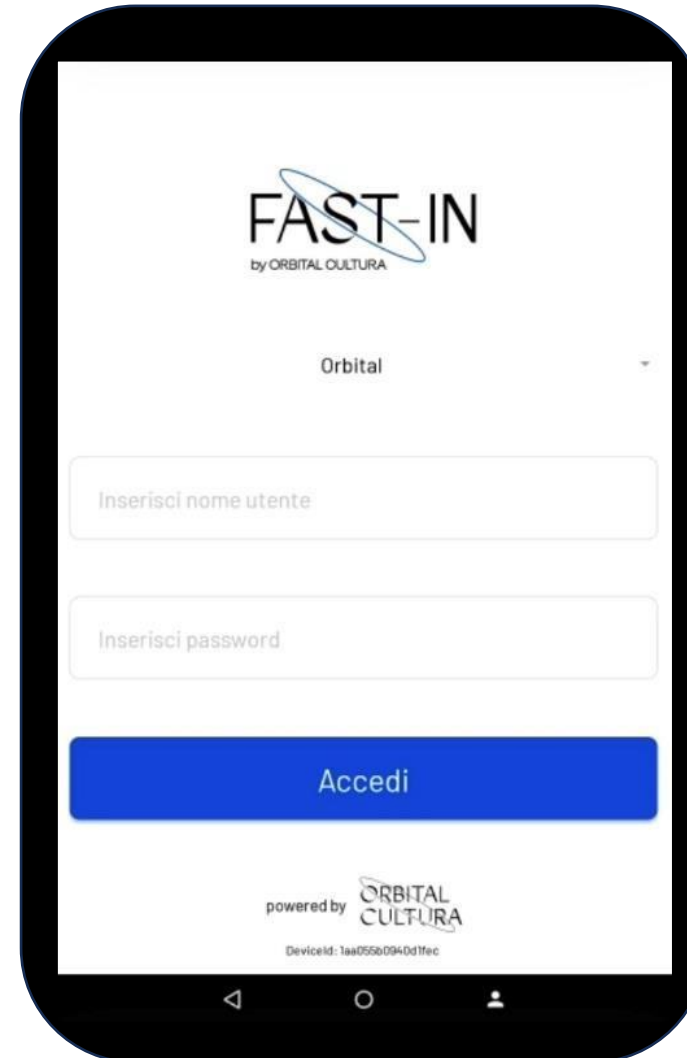 FAST-IN
by ORBITAL CULTURA
Orbital
Inserisci nome utente
Inserisci password
Accedi
powered by ORBITAL CULTURA
DeviceId: 1aa055b0940d1fec